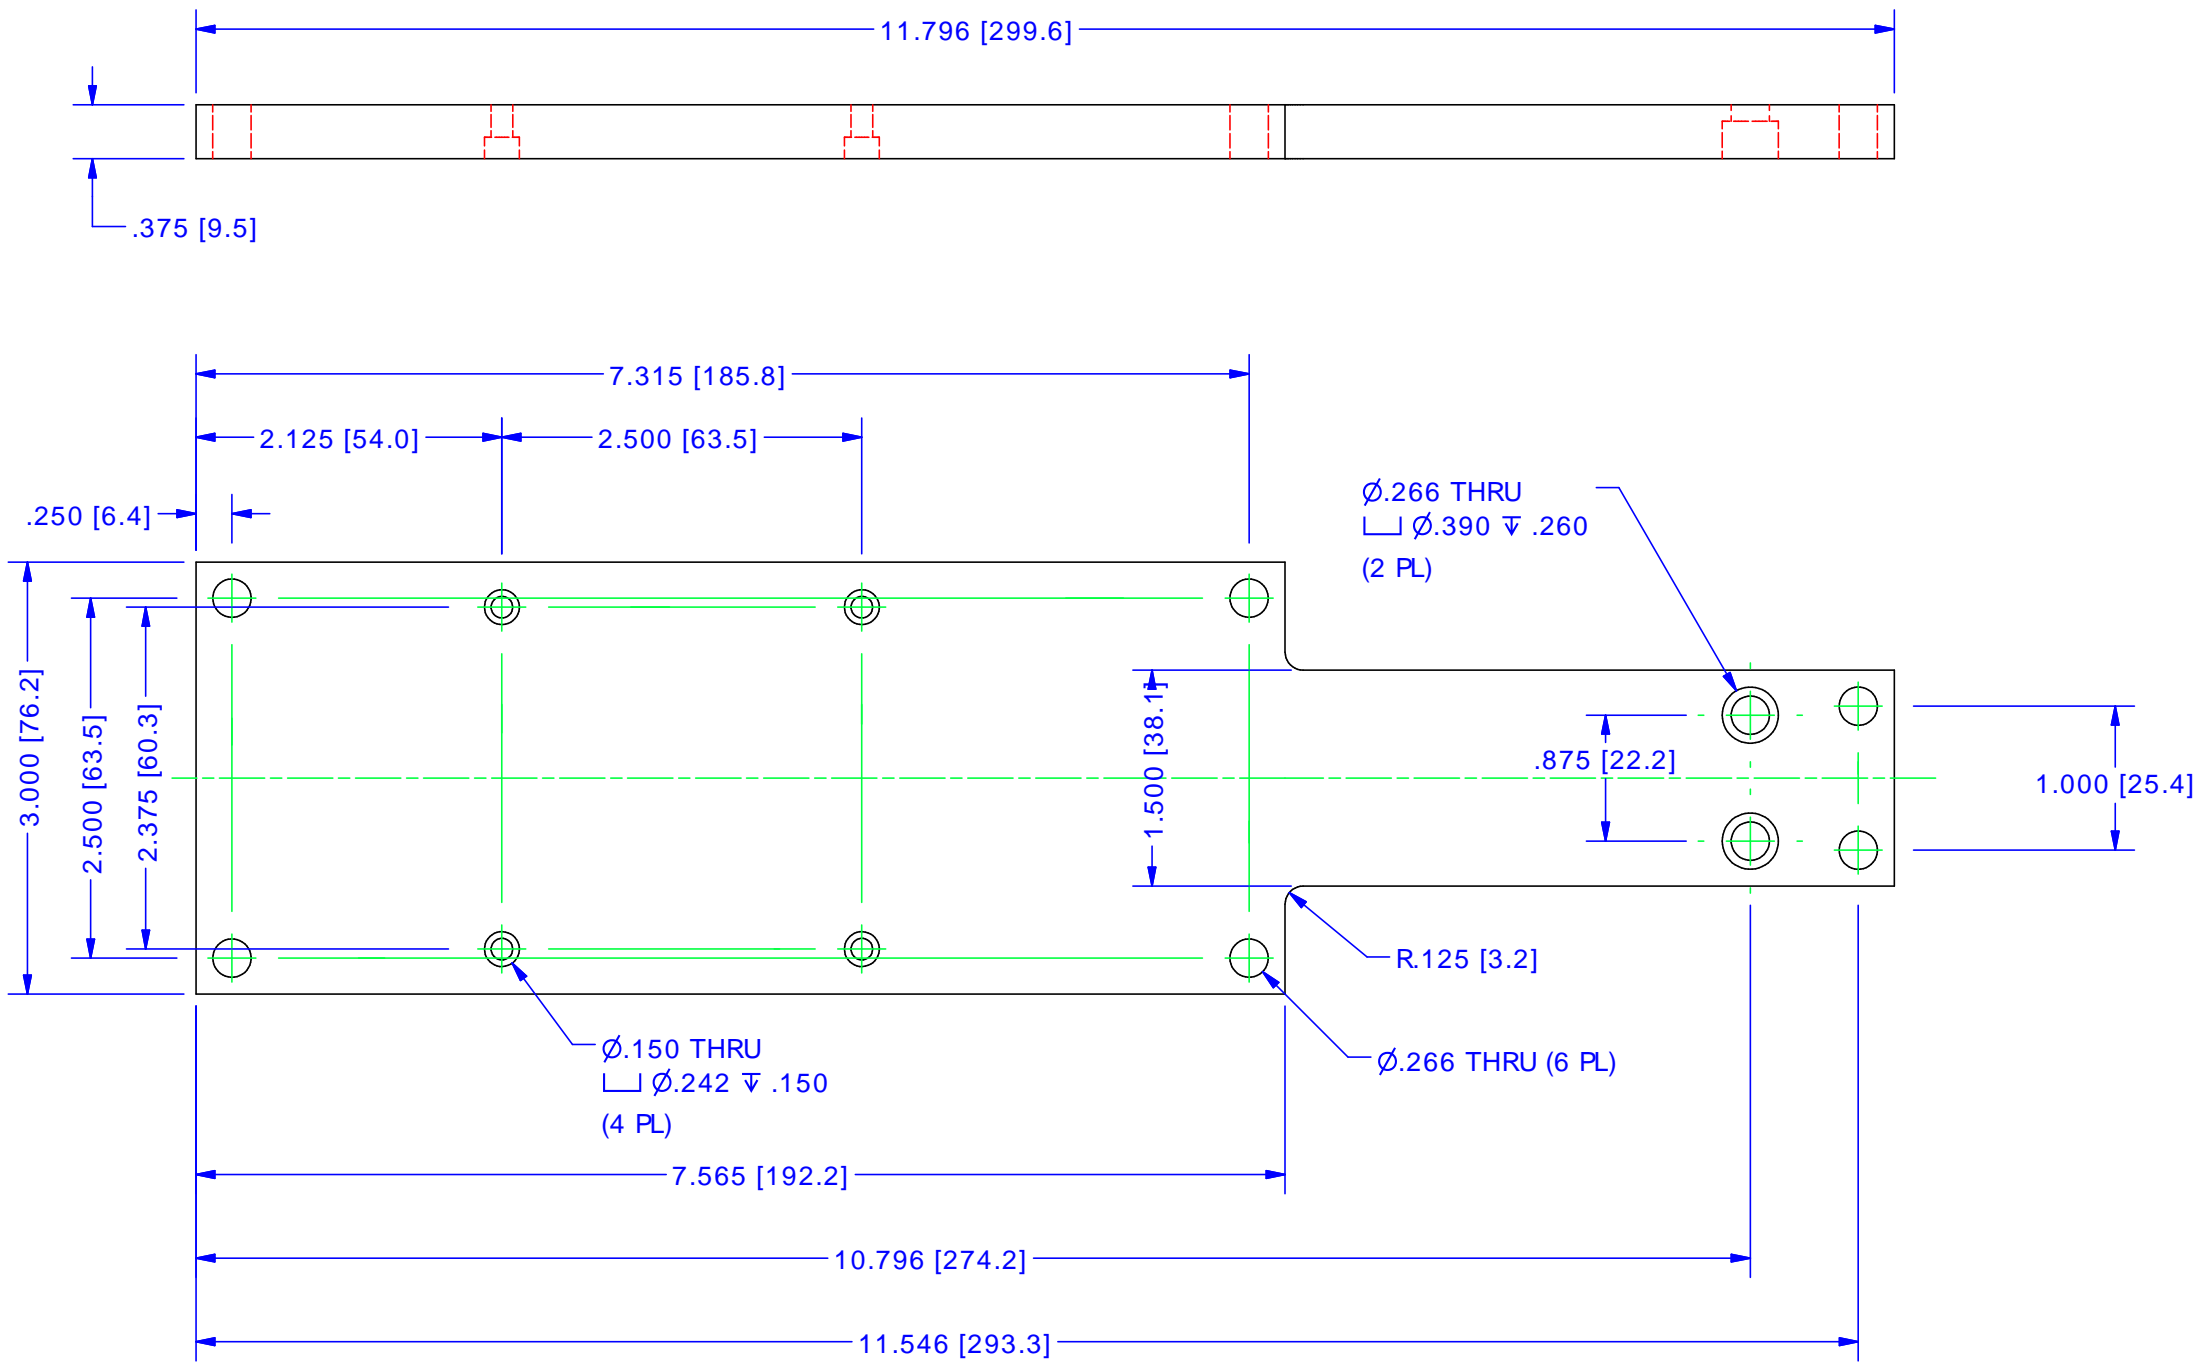 11.796 [299.6]
.375 [9.5]
7.315 [185.8]
2.125 [54.0]
2.500 [63.5]
.250 [6.4]
Ø.266 THRU
⌴ Ø.390 ↧ .260
(2 PL)
3.000 [76.2]
2.500 [63.5]
2.375 [60.3]
1.500 [38.1]
.875 [22.2]
1.000 [25.4]
R.125 [3.2]
Ø.150 THRU
⌴ Ø.242 ↧ .150
(4 PL)
Ø.266 THRU (6 PL)
7.565 [192.2]
10.796 [274.2]
11.546 [293.3]